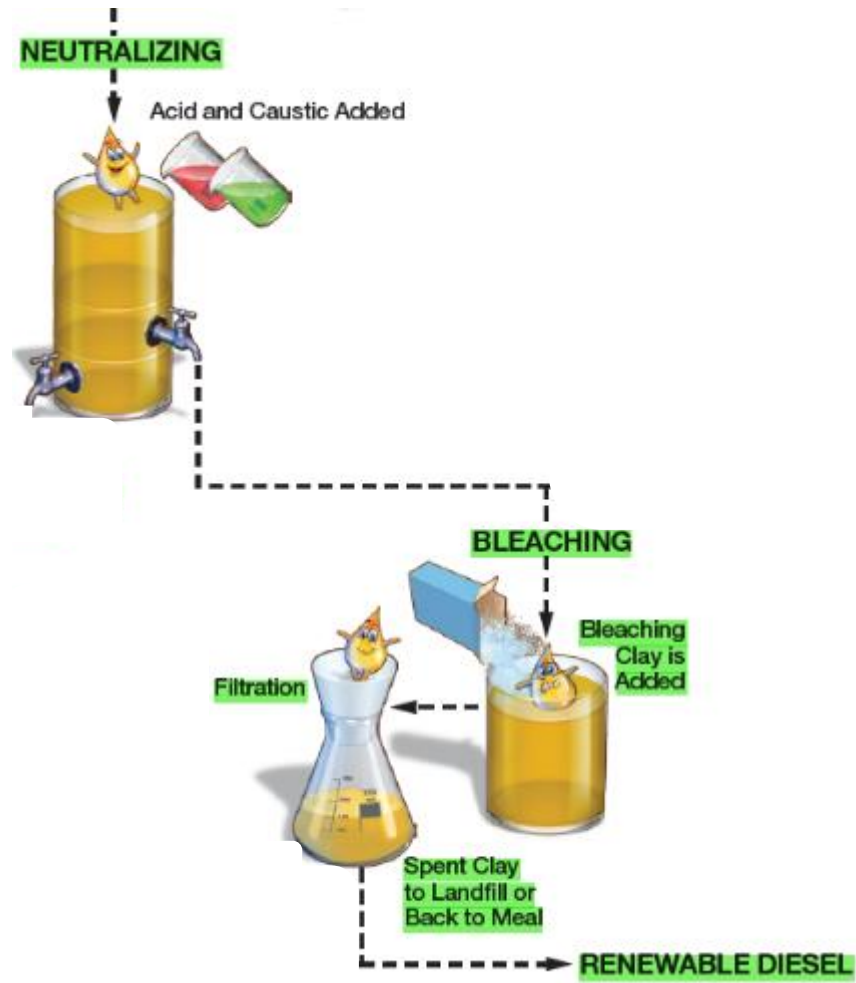 NEUTRALIZING
Acid and Caustic Added
BLEACHING
Bleaching
Clay is
Added
Filtration
Spent Clay
to Landfill or
Back to Meal
RENEWABLE DIESEL